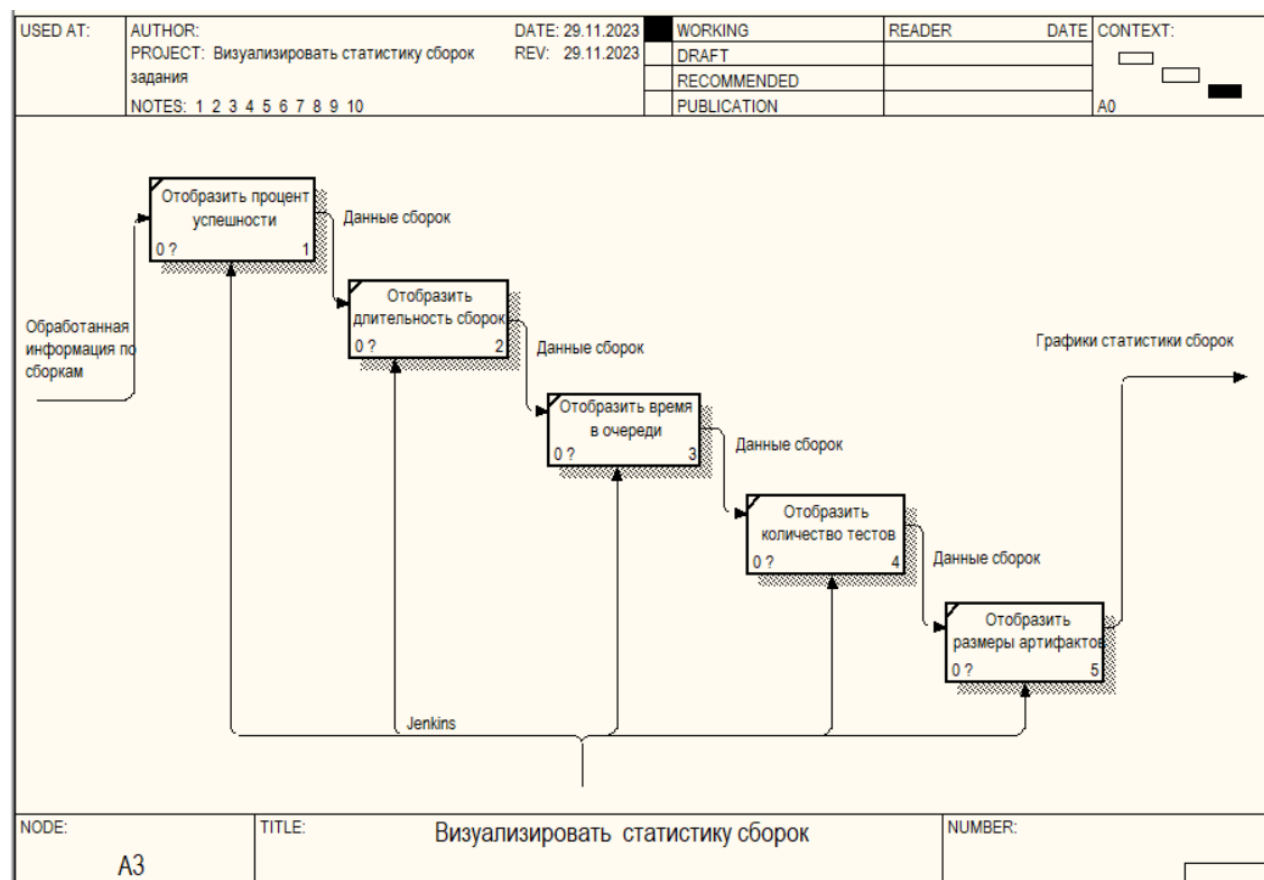 USED AT:
AUTHOR:
DATE: 29.11.2023
PROJECT: Визуализировать статистику сборок
задания
REV: 29.11.2023
NOTES: 1 2 3 4 5 6 7 8 9 10
WORKING
DRAFT
RECOMMENDED
PUBLICATION
READER
DATE
CONTEXT:
A0
Отобразить процент
успешности
0 ?
1
Данные сборок
Отобразить
длительность сборок
0 ?
2
Данные сборок
Обработанная
информация по
сборкам
Графики статистики сборок
Отобразить время
в очереди
0 ?
3
Данные сборок
Отобразить
количество тестов
0 ?
4
Данные сборок
Отобразить
размеры артифактов
0 ?
5
Jenkins
NODE:
A3
TITLE:
Визуализировать статистику сборок
NUMBER: